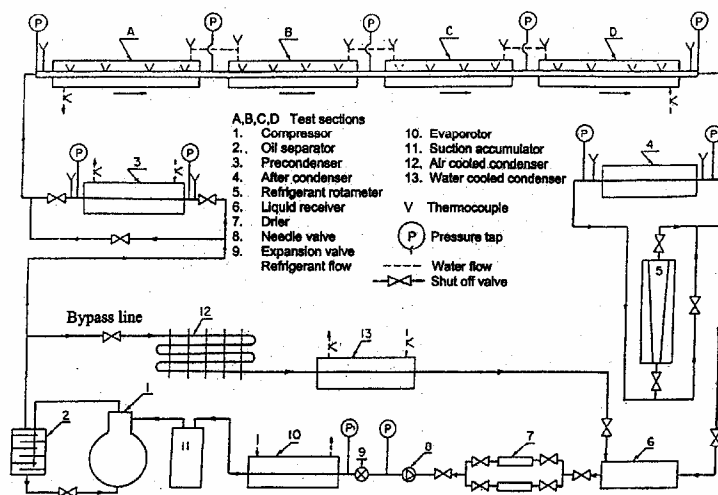 P
P
P
P
P
A
B
C
D
A,B,C,D Test sections
1. Compressor
2. Oil separator
3. Precondenser
4. After condenser
5. Refrigerant rotameter
6. Liquid receiver
7. Drier
8. Needle valve
9. Expansion valve
Refrigerant flow
10. Evaporotor
11. Suction accumulator
12. Air cooled condenser
13. Water cooled condenser
V Thermocouple
P Pressure tap
Water flow
Shut off valve
P
P
3
P
P
4
5
Bypass line
12
13
1
2
11
10
P1
P
9
8
7
6